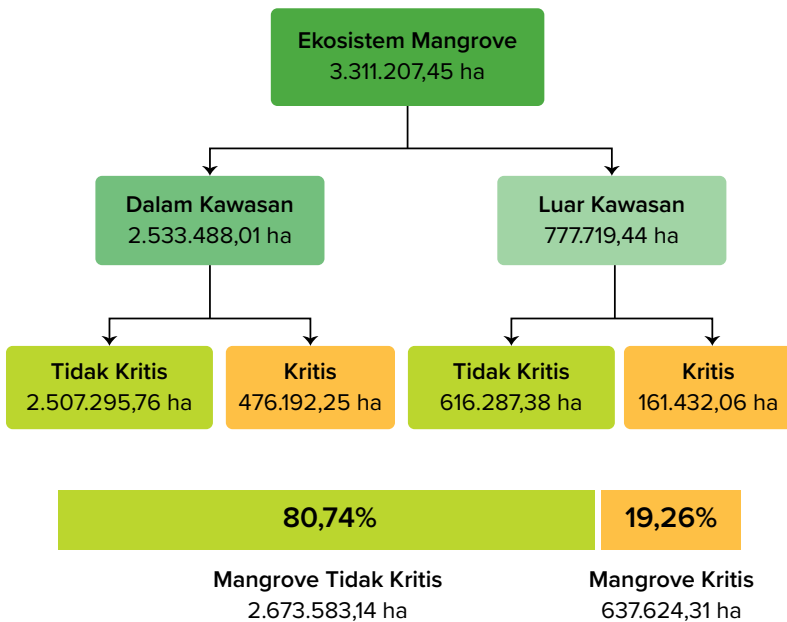 Ekosistem Mangrove
3.311.207,45 ha
Dalam Kawasan
2.533.488,01 ha
Luar Kawasan
777.719,44 ha
Tidak Kritis
2.507.295,76 ha
Kritis
476.192,25 ha
Tidak Kritis
616.287,38 ha
Kritis
161.432,06 ha
80,74%
19,26%
Mangrove Tidak Kritis
2.673.583,14 ha
Mangrove Kritis
637.624,31 ha